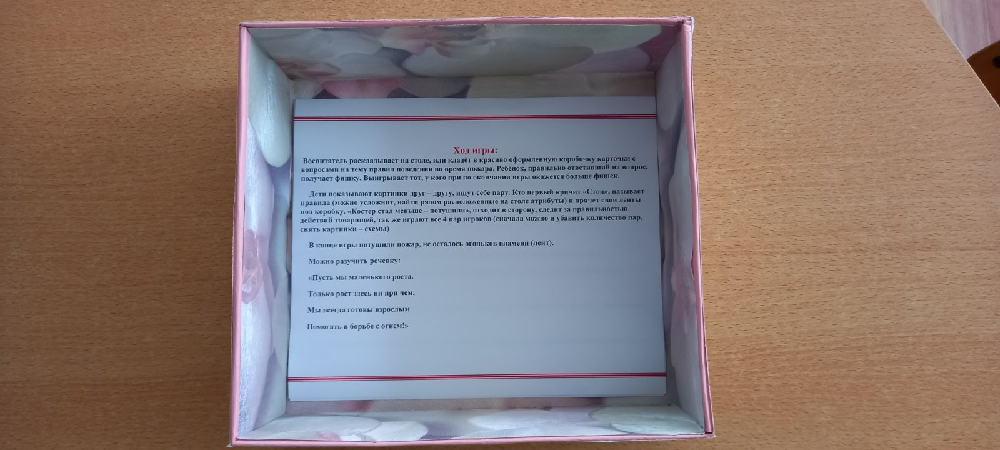 Ход игры:
Воспитатель раскладывает на столе, или кладёт в красиво оформленную коробочку карточки с
вопросами на тему правил поведении во время пожара. Ребёнок, правильно ответивший на вопрос,
получает фишку. Выигрывает тот, у кого при по окончании игры окажется больше фишек.
Дети показывают картинки друг – другу, ищут себе пару. Кто первый кричит «Стоп», называет
правила (можно усложнит, найти рядом расположенные на столе атрибуты) и прячет свои ленты
под коробку. «Костер стал меньше – потушили», отходит в сторону, следит за правильностью
действий товарищей, так же играют все 4 пар игроков (сначала можно и убавить количество пар,
снять картинки – схемы)
В конце игры потушили пожар, не осталось огоньков пламени (лент).
Можно разучить речевку:
«Пусть мы маленького роста.
Только рост здесь ни при чем,
Мы всегда готовы взрослым
Помогать в борьбе с огнем!»